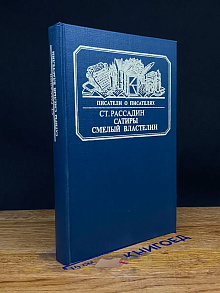 ПИСАТЕЛИ О ПИСАТЕЛЯХ
СТ. РАССАДИН
САТИРЫ
СМЕЛЫЙ ВЛАСТЕЛИН
КНИГОЕД